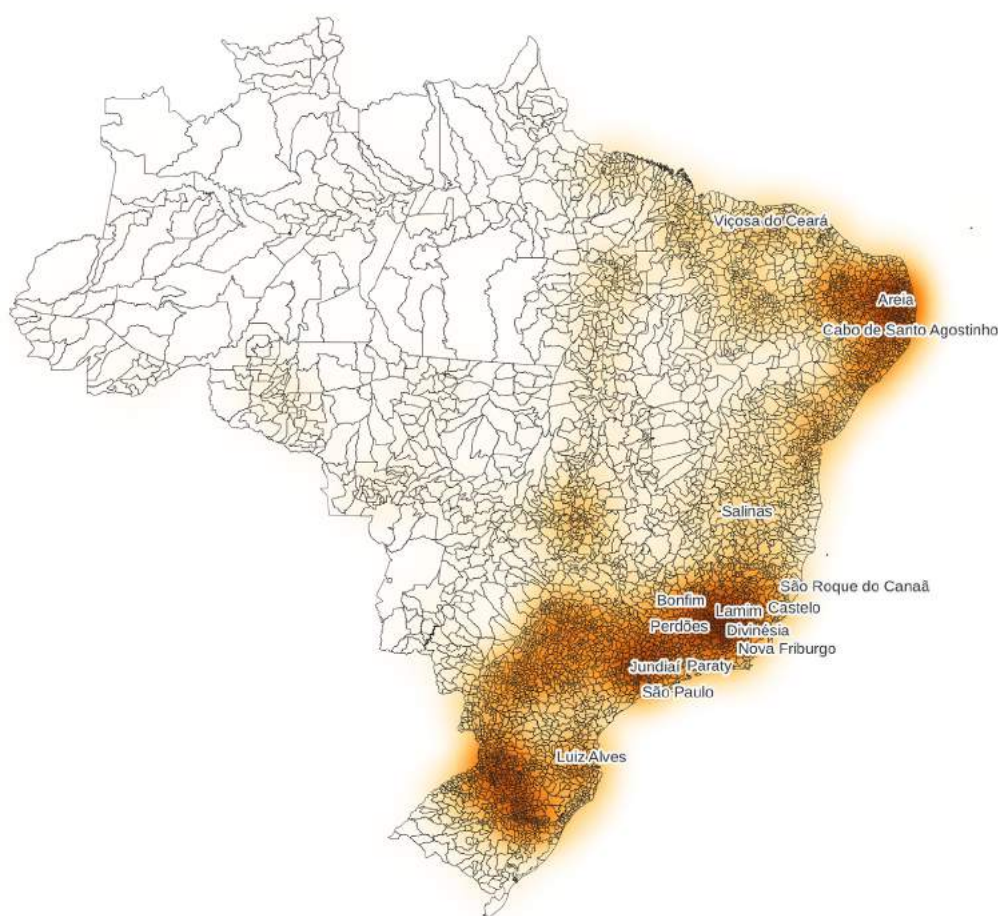 Viçosa do Ceará
Areia
Cabo de Santo Agostinho
Salinas
São Roque do Canaã
Bonfim
Lamim
Castelo
Perdões
Divinésia
Nova Friburgo
Jundiaí
Paraty
São Paulo
Luiz Alves